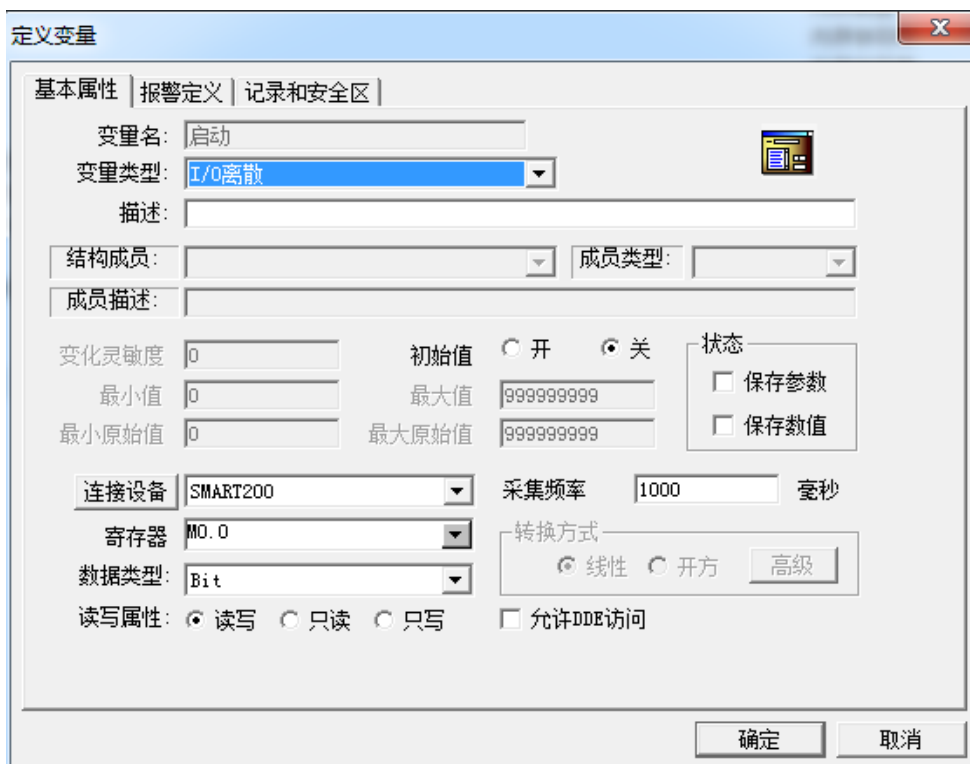 定义变量
基本属性 报警定义 记录和安全区
变量名: 启动
变量类型: I/O离散
描述:
结构成员: 成员类型:
成员描述:
变化灵敏度 0 初始值 开 关 状态
最小值 0 最大值 999999999 保存参数
最小原始值 0 最大原始值 999999999 保存数值
连接设备 SMART200 采集频率 1000 毫秒
寄存器 M0.0 转换方式
线性 开方 高级
数据类型: Bit
读写属性: 读写 只读 只写 允许DDE访问
确定 取消